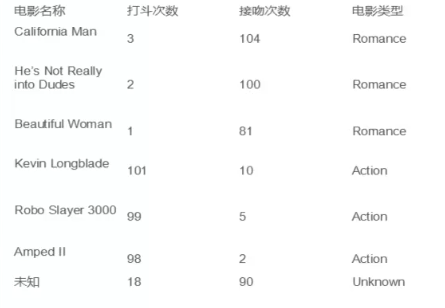 电影名称 打斗次数 接吻次数 电影类型
California Man 3 104 Romance
He's Not Really
into Dudes 2 100 Romance
Beautiful Woman 1 81 Romance
Kevin Longblade 101 10 Action
Robo Slayer 3000 99 5 Action
Amped II 98 2 Action
未知 18 90 Unknown